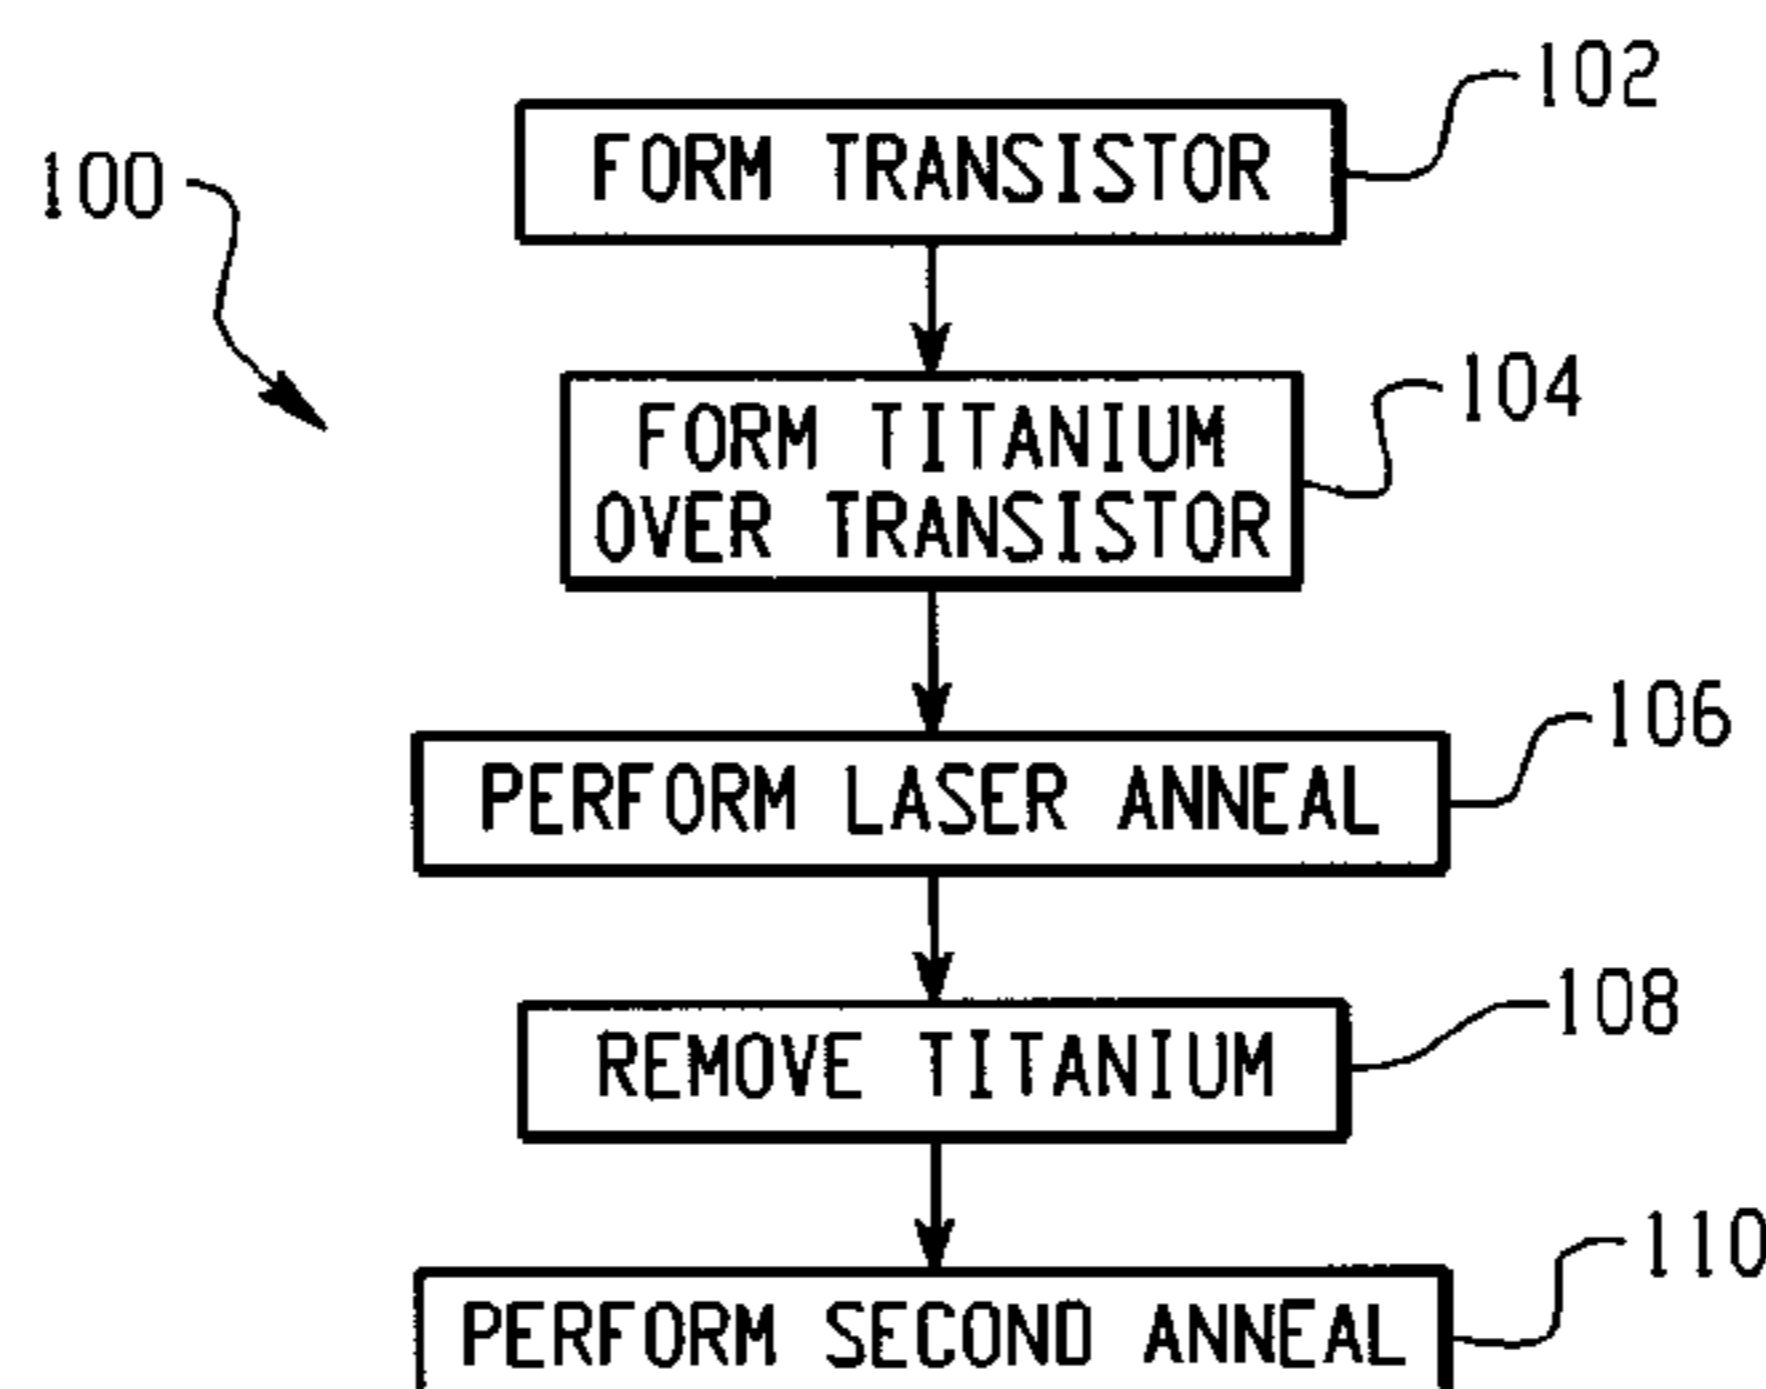 102
FORM TRANSISTOR
100
104
FORM TITANIUM
OVER TRANSISTOR
106
PERFORM LASER ANNEAL
108
REMOVE TITANIUM
110
PERFORM SECOND ANNEAL